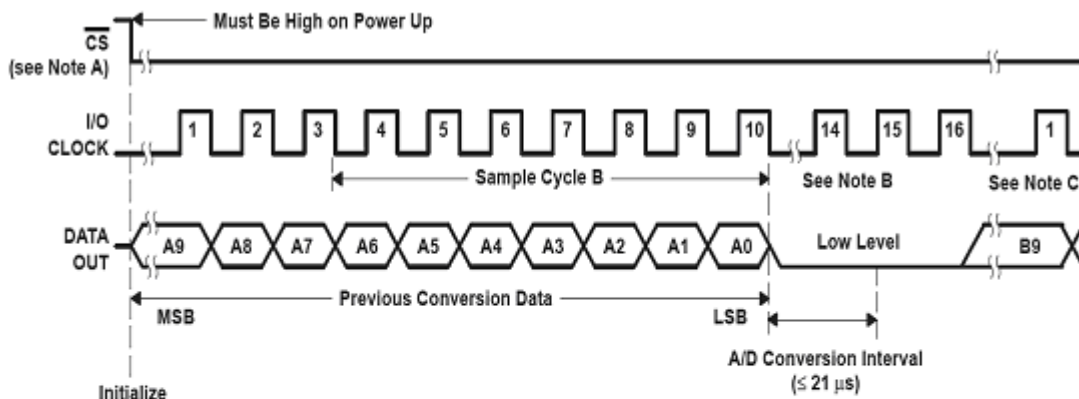 Must Be High on Power Up
CS
(see Note A)
I/O
CLOCK
1 2 3 4 5 6 7 8 9 10 14 15 16 1
Sample Cycle B
See Note B
See Note C
DATA
OUT
A9 A8 A7 A6 A5 A4 A3 A2 A1 A0 Low Level B9
Previous Conversion Data
MSB
LSB
A/D Conversion Interval
(≤ 21 μs)
Initialize